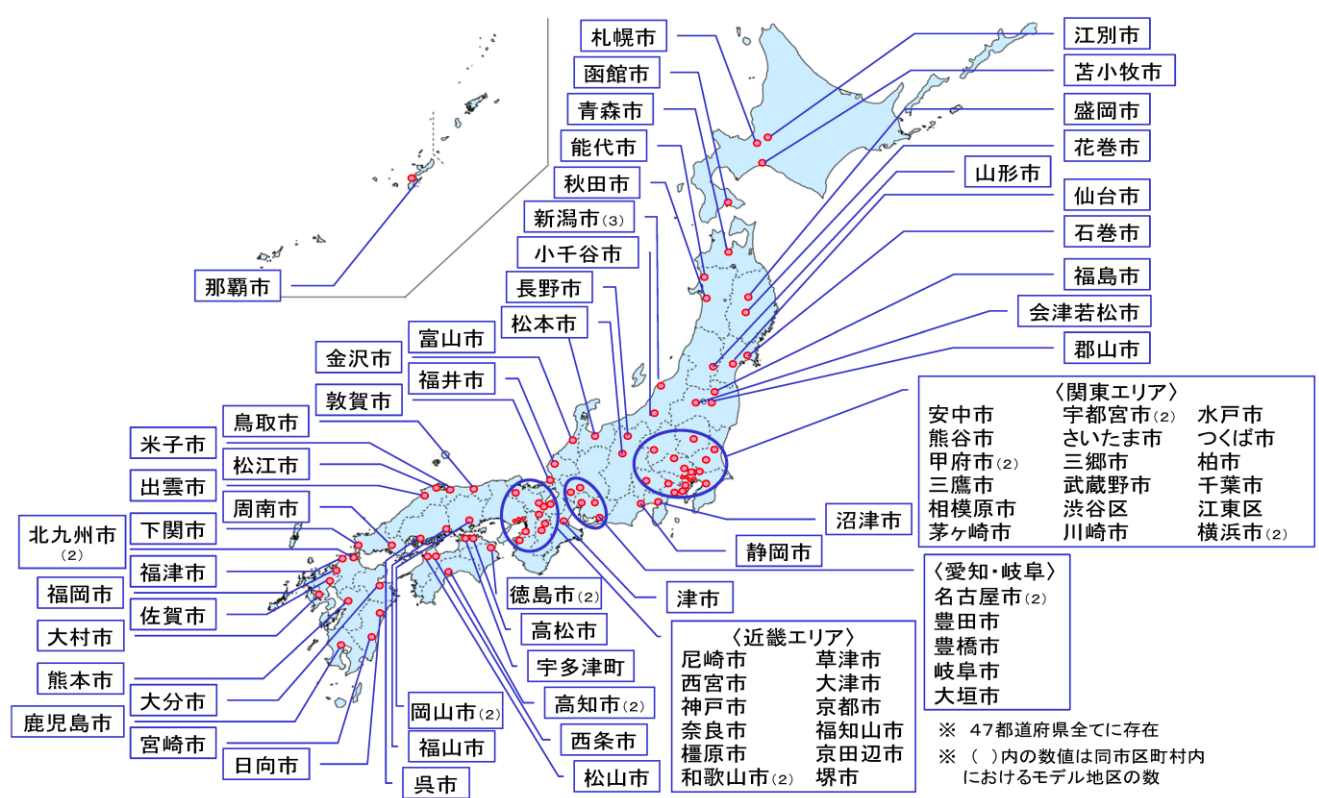 札幌市
函館市
青森市
能代市
秋田市
新潟市(3)
小千谷市
長野市
松本市
富山市
金沢市
福井市
敦賀市
鳥取市
米子市
松江市
出雲市
周南市
下関市
北九州市
(2)
福津市
福岡市
佐賀市
大村市
熊本市
大分市
鹿児島市
宮崎市
日向市
那覇市
江別市
苫小牧市
盛岡市
花巻市
山形市
仙台市
石巻市
福島市
会津若松市
郡山市
〈関東エリア〉
安中市 宇都宮市(2) 水戸市
熊谷市 さいたま市 つくば市
甲府市(2) 三郷市 柏市
三鷹市 武蔵野市 千葉市
相模原市 渋谷区 江東区
茅ヶ崎市 川崎市 横浜市(2)
沼津市
静岡市
〈愛知・岐阜〉
名古屋市(2)
豊田市
豊橋市
岐阜市
大垣市
津市
〈近畿エリア〉
尼崎市 草津市
西宮市 大津市
神戸市 京都市
奈良市 福知山市
橿原市 京田辺市
和歌山市(2) 堺市
徳島市(2)
高松市
宇多津町
高知市(2)
西条市
松山市
岡山市(2)
福山市
呉市
※ 47都道府県全てに存在
※ ( )内の数値は同市区町村内
におけるモデル地区の数